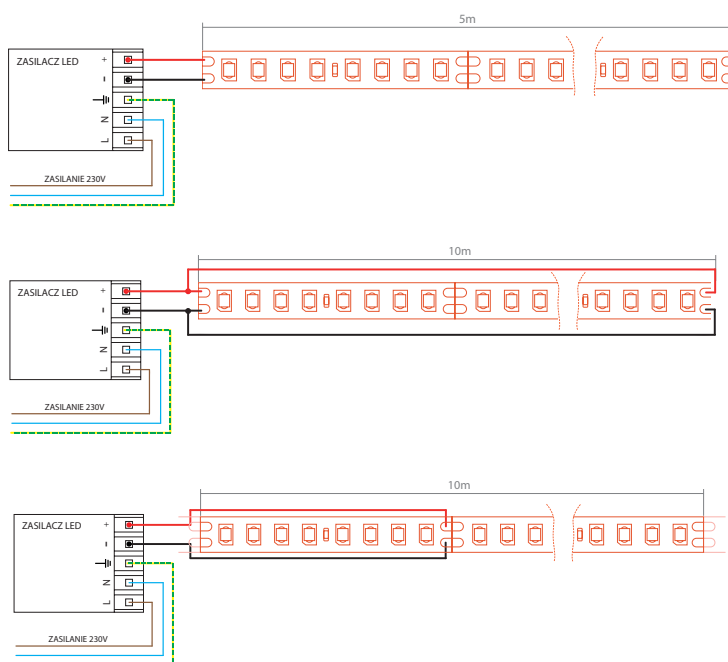 5m
ZASILACZ LED
+
-
N
L
ZASILANIE 230V
10m
ZASILACZ LED
+
-
N
L
ZASILANIE 230V
10m
ZASILACZ LED
+
-
N
L
ZASILANIE 230V